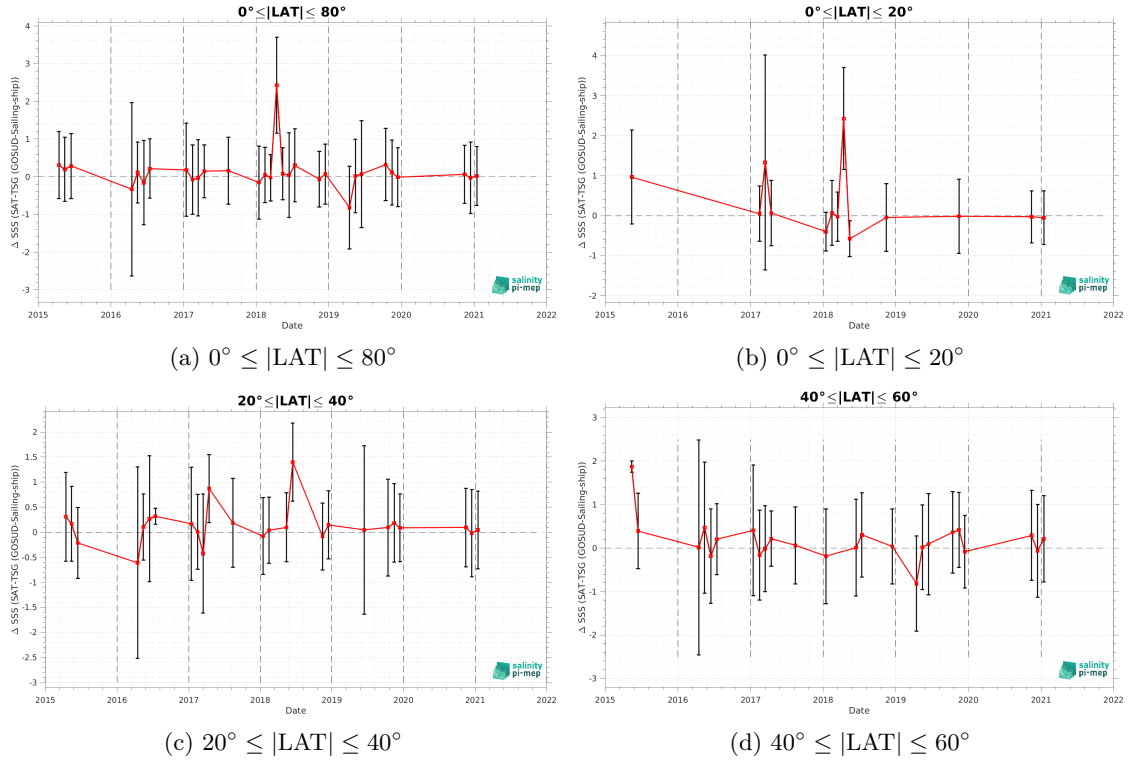 0°≤|LAT|≤ 80°
4
3
2
1
0
-1
-2
-3
Δ SSS (SAT-TSG (GOSUD-Sailing-ship))
2015 2016 2017 2018 2019 2020 2021 2022
Date
salinity
pi-mep
(a) 0° ≤ |LAT| ≤ 80°
0°≤|LAT|≤ 20°
4
3
2
1
0
-1
-2
Δ SSS (SAT-TSG (GOSUD-Sailing-ship))
2015 2016 2017 2018 2019 2020 2021 2022
Date
salinity
pi-mep
(b) 0° ≤ |LAT| ≤ 20°
20°≤|LAT|≤ 40°
2
1.5
1
0.5
0
-0.5
-1
-1.5
-2
-2.5
-3
Δ SSS (SAT-TSG (GOSUD-Sailing-ship))
2015 2016 2017 2018 2019 2020 2021 2022
Date
salinity
pi-mep
(c) 20° ≤ |LAT| ≤ 40°
40°≤|LAT|≤ 60°
3
2
1
0
-1
-2
-3
Δ SSS (SAT-TSG (GOSUD-Sailing-ship))
2015 2016 2017 2018 2019 2020 2021 2022
Date
salinity
pi-mep
(d) 40° ≤ |LAT| ≤ 60°